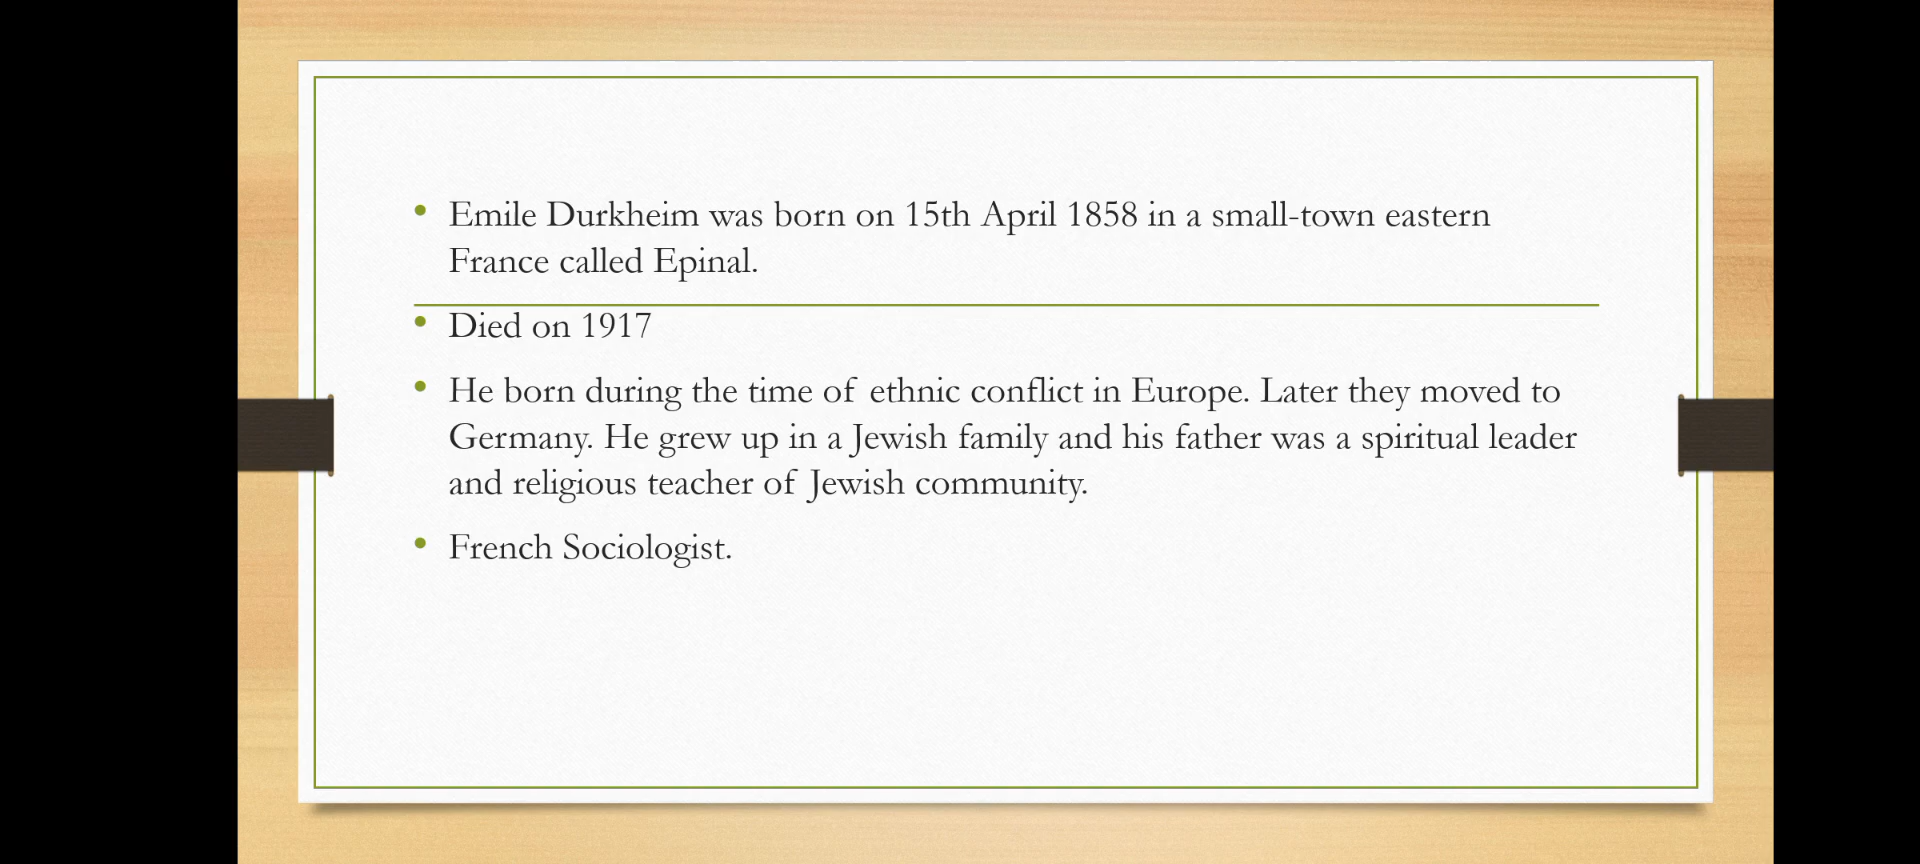 • Emile Durkheim was born on 15th April 1858 in a small-town eastern
France called Epinal.
• Died on 1917
• He born during the time of ethnic conflict in Europe. Later they moved to
Germany. He grew up in a Jewish family and his father was a spiritual leader
and religious teacher of Jewish community.
• French Sociologist.